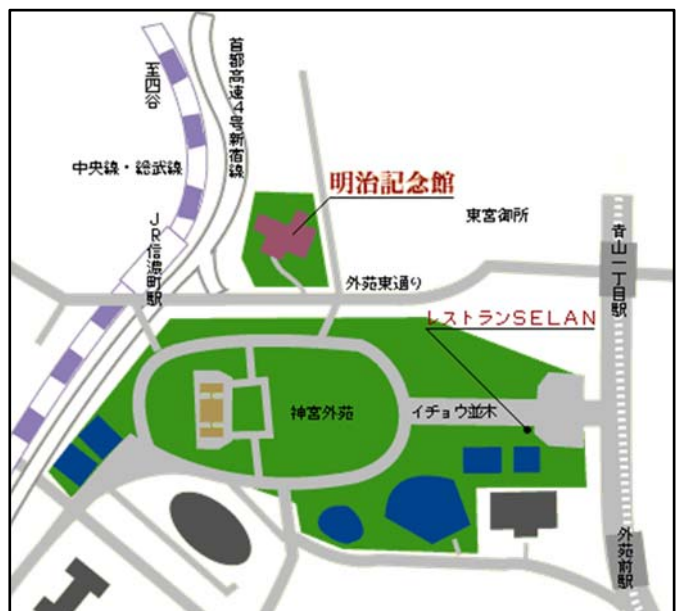 至四谷
首都高速4号新宿線
中央線・総武線
明治記念館
東宮御所
JR信濃町駅
青山一丁目駅
外苑東通り
レストランSELAN
神宮外苑
イチョウ並木
外苑前駅